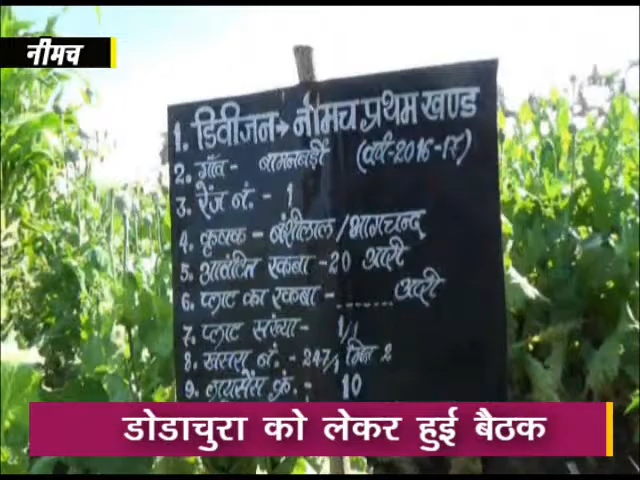 नीमच
1. डिवीजन → नीमच प्रथम खण्ड
2. गाँव - बामनबर्डी (वर्ष-2016-17)
3. रेंज नं. - 1
4. कृषक - बंशीलाल/भागचन्द
5. आवंटित रकबा - 20 आरी
6. प्लाट का रकबा - ...... आरी
7. प्लाट संख्या - 1/1
8. खसरा नं. - 247/1 मिन 2
9. लायसेंस क्रं. - 10
डोडाचुरा को लेकर हुई बैठक